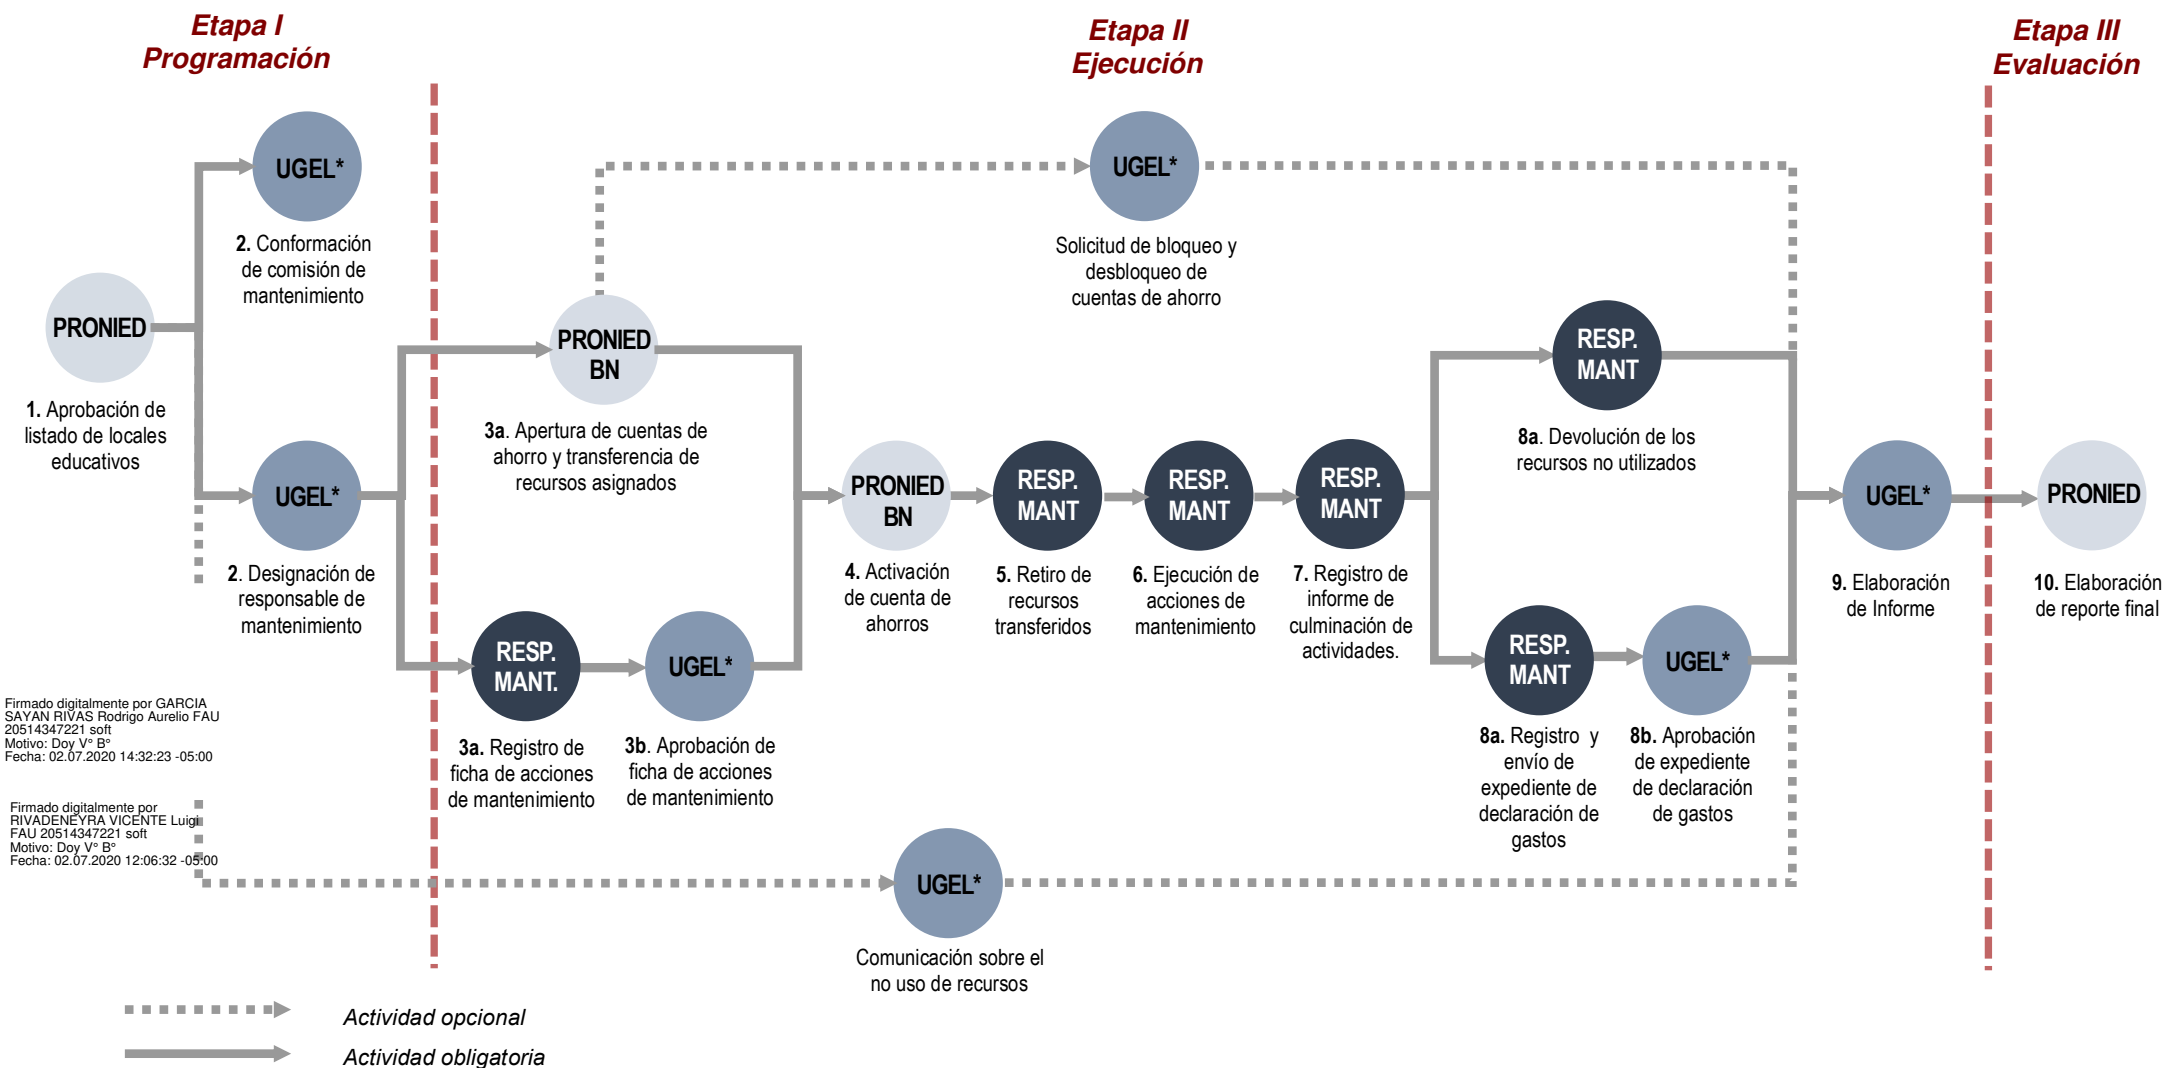 Etapa I
Programación
Etapa II
Ejecución
Etapa III
Evaluación
UGEL*
2. Conformación
de comisión de
mantenimiento
UGEL*
Solicitud de bloqueo y
desbloqueo de
cuentas de ahorro
PRONIED
1. Aprobación de
listado de locales
educativos
UGEL*
2. Designación de
responsable de
mantenimiento
PRONIED
BN
3a. Apertura de cuentas de
ahorro y transferencia de
recursos asignados
RESP.
MANT.
3a. Registro de
ficha de acciones
de mantenimiento
UGEL*
3b. Aprobación de
ficha de acciones
de mantenimiento
PRONIED
BN
4. Activación
de cuenta de
ahorros
RESP.
MANT
5. Retiro de
recursos
transferidos
RESP.
MANT
6. Ejecución de
acciones de
mantenimiento
RESP.
MANT
7. Registro de
informe de
culminación de
actividades.
RESP.
MANT
8a. Devolución de los
recursos no utilizados
RESP.
MANT
8a. Registro y
envío de
expediente de
declaración de
gastos
UGEL*
8b. Aprobación
de expediente
de declaración
de gastos
UGEL*
9. Elaboración
de Informe
PRONIED
10. Elaboración
de reporte final
Firmado digitalmente por GARCIA
SAYAN RIVAS Rodrigo Aurelio FAU
20514347221 soft
Motivo: Doy V° B°
Fecha: 02.07.2020 14:32:23 -05:00
Firmado digitalmente por
RIVADENEYRA VICENTE Luigi
FAU 20514347221 soft
Motivo: Doy V° B°
Fecha: 02.07.2020 12:06:32 -05:00
UGEL*
Comunicación sobre el
no uso de recursos
Actividad opcional
Actividad obligatoria